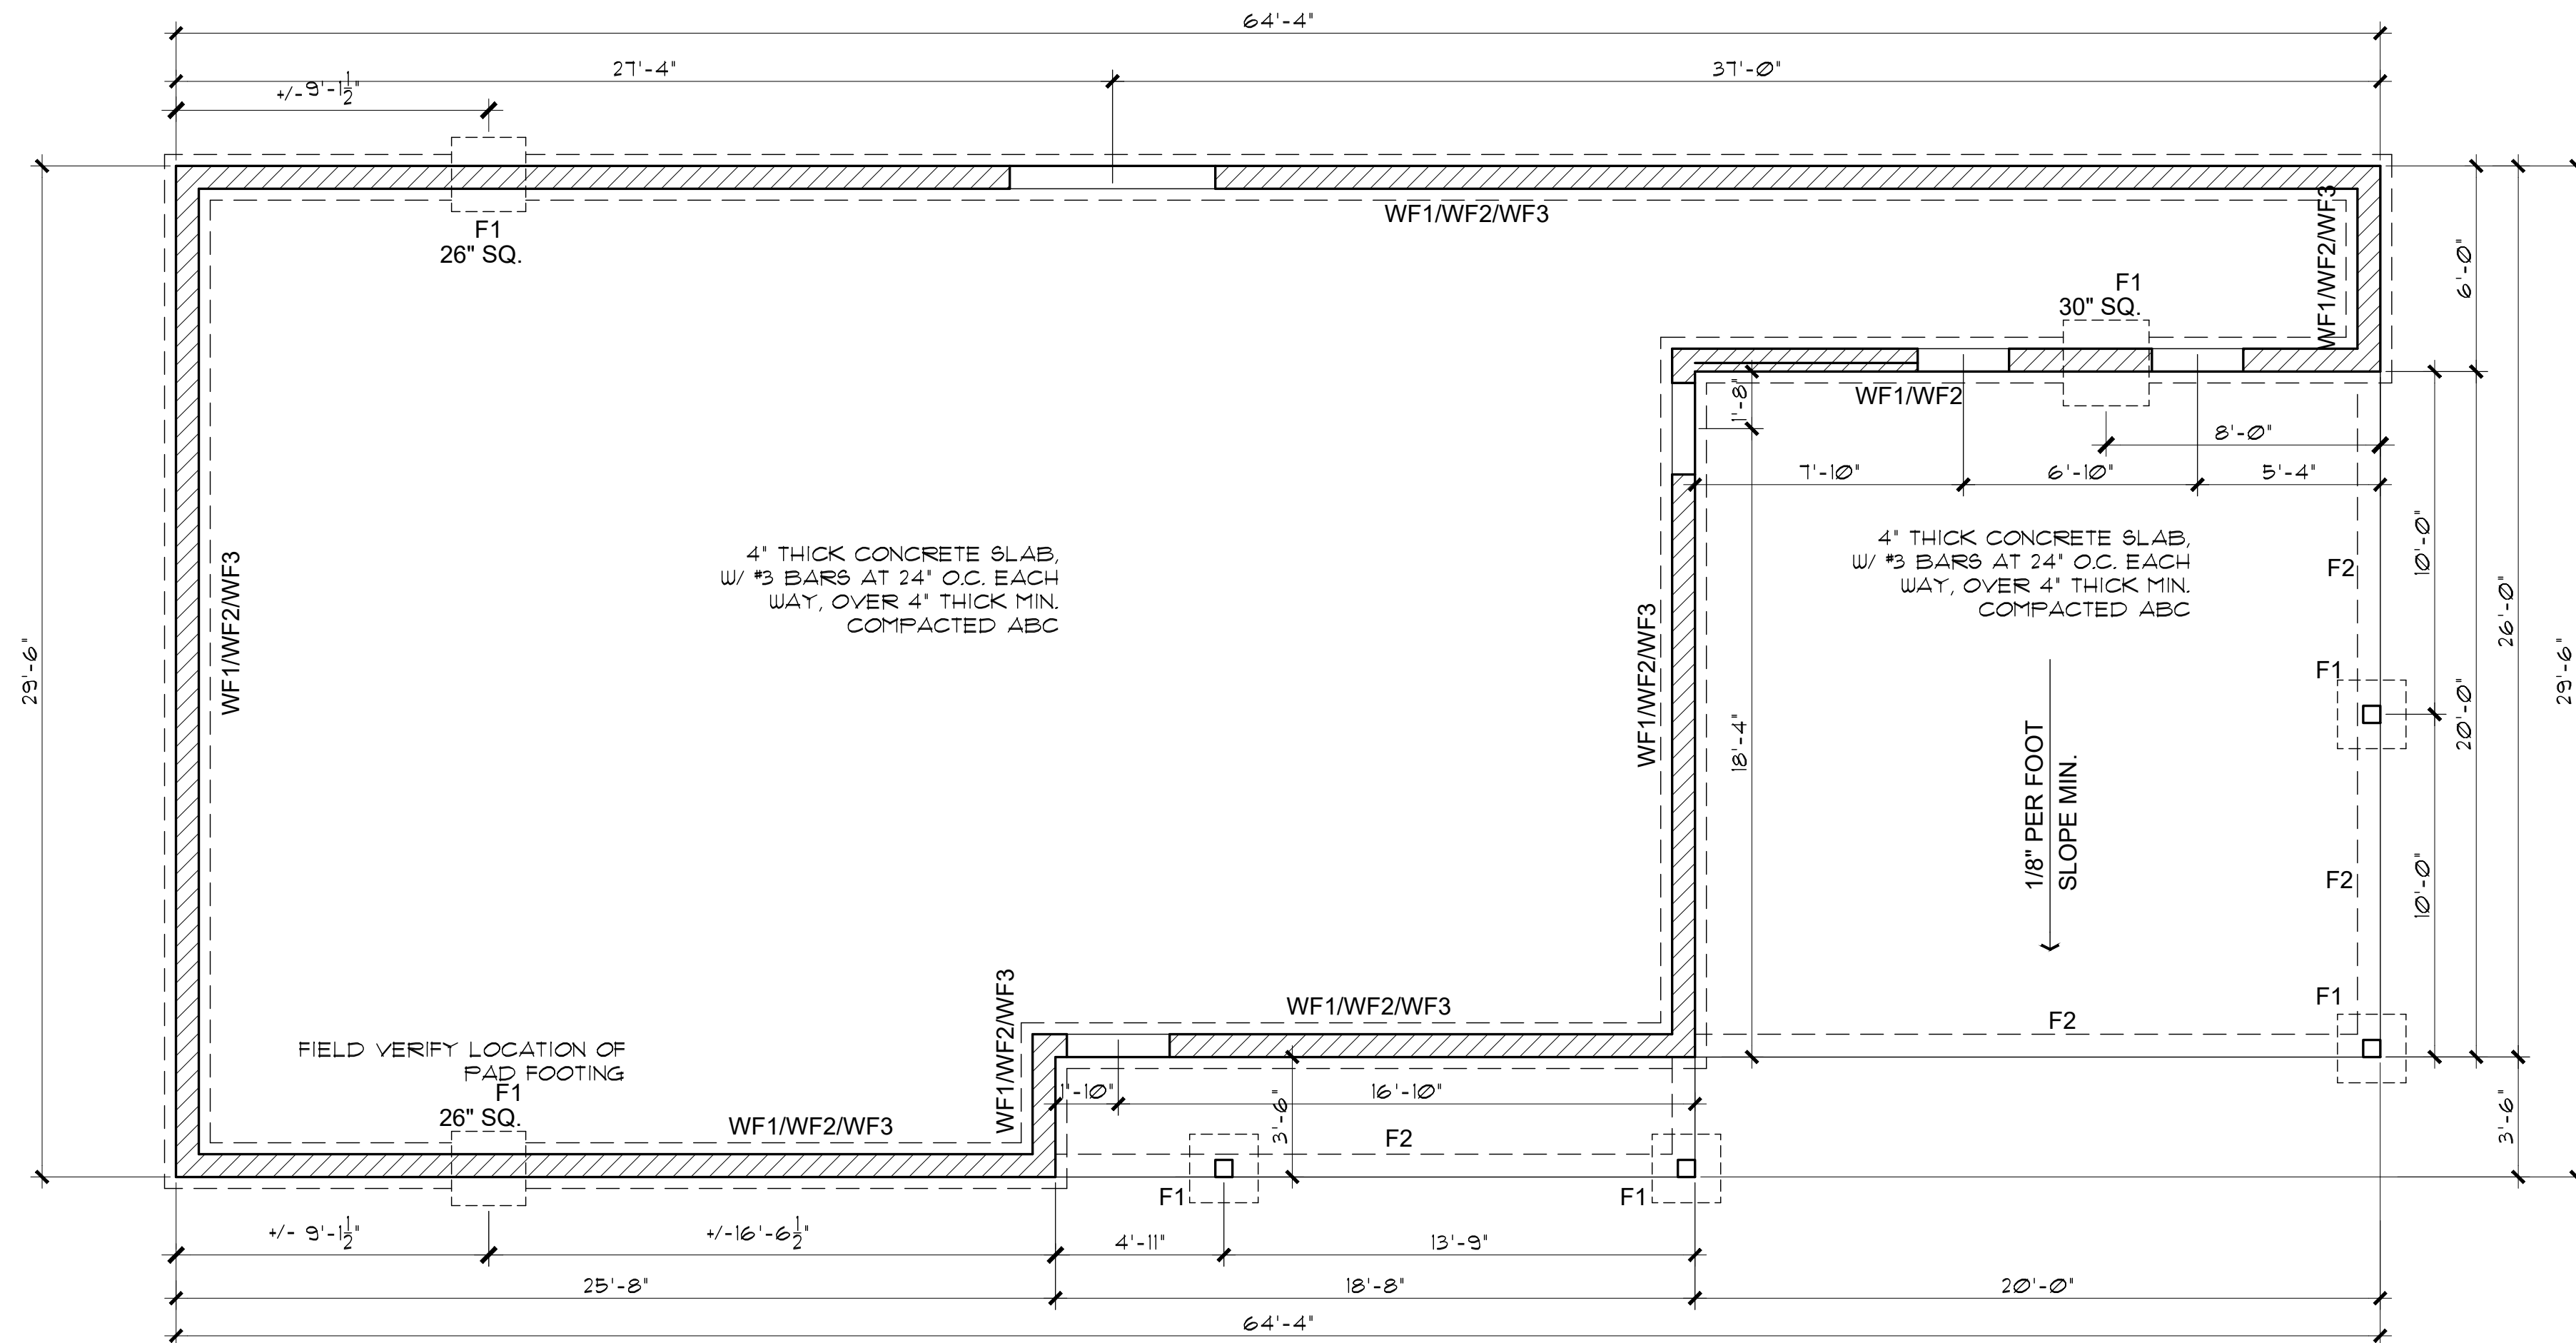 64'-4"
27'-4"
37'-0"
+/-9'-1½"
F1
26" SQ.
WF1/WF2/WF3
WF1/WF2/WF3
6'-0"
F1
30" SQ.
WF1/WF2
1'-8"
8'-0"
7'-10"
6'-10"
5'-4"
4" THICK CONCRETE SLAB,
W/ #3 BARS AT 24" O.C. EACH
WAY, OVER 4" THICK MIN.
COMPACTED ABC
4" THICK CONCRETE SLAB,
W/ #3 BARS AT 24" O.C. EACH
WAY, OVER 4" THICK MIN.
COMPACTED ABC
F2
10'-0"
26'-0"
29'-6"
WF1/WF2/WF3
WF1/WF2/WF3
F1
20'-0"
29'-6"
18'-4"
1/8" PER FOOT
SLOPE MIN.
F2
10'-0"
F1
F2
WF1/WF2/WF3
WF1/WF2/WF3
FIELD VERIFY LOCATION OF
PAD FOOTING
F1
26" SQ.
WF1/WF2/WF3
1'-10"
16'-10"
3'-6"
3'-6"
F2
F1
F1
+/- 9'-1½"
+/-16'-6½"
4'-11"
13'-9"
25'-8"
18'-8"
20'-0"
64'-4"